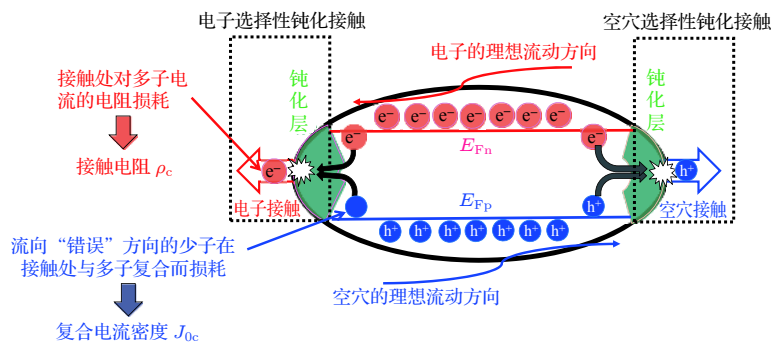 电子选择性钝化接触
空穴选择性钝化接触
电子的理想流动方向
接触处对多子电
流的电阻损耗
接触电阻 ρc
钝化层
钝化层
e⁻ e⁻ e⁻ e⁻ e⁻ e⁻ e⁻
e⁻
e⁻
EFn
e⁻
h⁺
电子接触
EFp
h⁺
空穴接触
h⁺ h⁺ h⁺ h⁺ h⁺ h⁺ h⁺
流向“错误”方向的少子在
接触处与多子复合而损耗
空穴的理想流动方向
复合电流密度 J0c